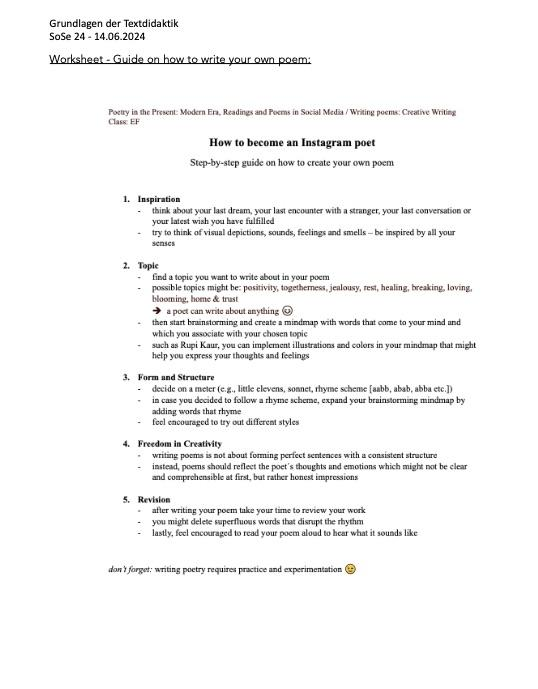 Grundlagen der Textdidaktik
SoSe 24 - 14.06.2024
Worksheet - Guide on how to write your own poem:
Poetry in the Present: Modern Era, Readings and Poems in Social Media / Writing poems: Creative Writing
Class: EF
How to become an Instagram poet
Step-by-step guide on how to create your own poem
1. Inspiration
- think about your last dream, your last encounter with a stranger, your last conversation or
your latest wish you have fulfilled
- try to think of visual depictions, sounds, feelings and smells – be inspired by all your
senses
2. Topic
- find a topic you want to write about in your poem
- possible topics might be: positivity, togetherness, jealousy, rest, healing, breaking, loving,
blooming, home & trust
➔ a poet can write about anything ☺
- then start brainstorming and create a mindmap with words that come to your mind and
which you associate with your chosen topic
- such as Rupi Kaur, you can implement illustrations and colors in your mindmap that might
help you express your thoughts and feelings
3. Form and Structure
- decide on a meter (e.g., little elevens, sonnet, rhyme scheme [aabb, abab, abba etc.])
- in case you decided to follow a rhyme scheme, expand your brainstorming mindmap by
adding words that rhyme
- feel encouraged to try out different styles
4. Freedom in Creativity
- writing poems is not about forming perfect sentences with a consistent structure
- instead, poems should reflect the poet´s thoughts and emotions which might not be clear
and comprehensible at first, but rather honest impressions
5. Revision
- after writing your poem take your time to review your work
- you might delete superfluous words that disrupt the rhythm
- lastly, feel encouraged to read your poem aloud to hear what it sounds like
don't forget: writing poetry requires practice and experimentation 🙂